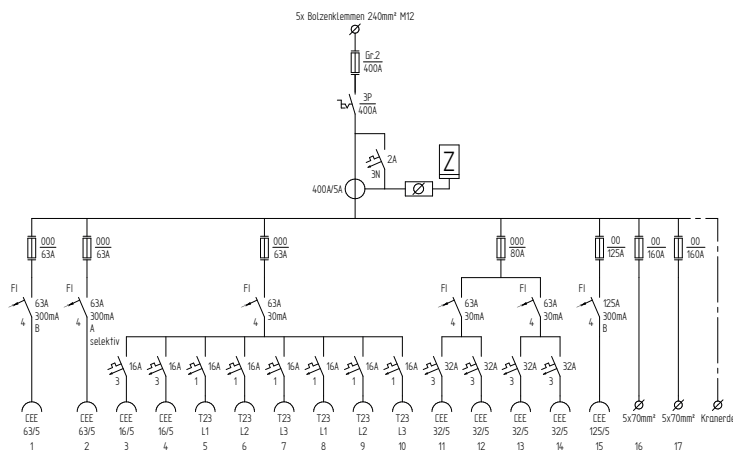 5x Bolzenklemmen 240mm² M12
Gr.2
400A
3P
400A
2A
3N
Z
400A/5A
000 000 000 000 00 00 00
63A 63A 63A 80A 125A 160A 160A
FI FI FI FI FI FI
63A 63A 63A 63A 63A 125A
300mA 300mA 30mA 30mA 30mA 300mA
4 B 4 A 4 4 4 4 B
selektiv
16A 16A 16A 16A 16A 16A 16A 16A 32A 32A 32A 32A
3 3 1 1 1 1 1 1 3 3 3 3
CEE CEE CEE CEE T23 T23 T23 T23 T23 T23 CEE CEE CEE CEE CEE 5x70mm² 5x70mm² Kranerde
63/5 63/5 16/5 16/5 L1 L2 L3 L1 L2 L3 32/5 32/5 32/5 32/5 125/5
1 2 3 4 5 6 7 8 9 10 11 12 13 14 15 16 17